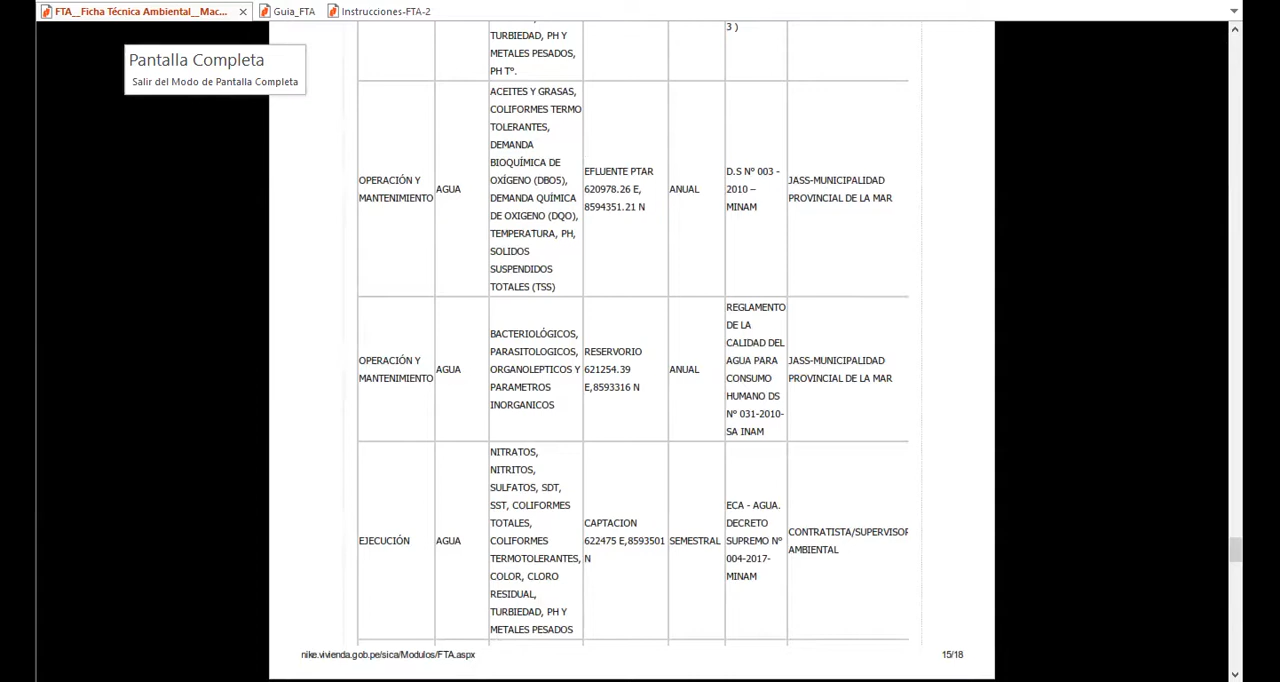 FTA__Ficha Técnica Ambiental__Mac...
Guia_FTA
Instrucciones-FTA-2
Pantalla Completa
Salir del Modo de Pantalla Completa
TURBIEDAD, PH Y
METALES PESADOS,
PH Tº.
3 )
OPERACIÓN Y
MANTENIMIENTO
AGUA
ACEITES Y GRASAS,
COLIFORMES TERMO
TOLERANTES,
DEMANDA
BIOQUÍMICA DE
OXÍGENO (DBO5),
DEMANDA QUÍMICA
DE OXIGENO (DQO),
TEMPERATURA, PH,
SOLIDOS
SUSPENDIDOS
TOTALES (TSS)
EFLUENTE PTAR
620978.26 E,
8594351.21 N
ANUAL
D.S Nº 003 -
2010 –
MINAM
JASS-MUNICIPALIDAD
PROVINCIAL DE LA MAR
OPERACIÓN Y
MANTENIMIENTO
AGUA
BACTERIOLÓGICOS,
PARASITOLOGICOS,
ORGANOLEPTICOS Y
PARAMETROS
INORGANICOS
RESERVORIO
621254.39
E,8593316 N
ANUAL
REGLAMENTO
DE LA
CALIDAD DEL
AGUA PARA
CONSUMO
HUMANO DS
Nº 031-2010-
SA INAM
JASS-MUNICIPALIDAD
PROVINCIAL DE LA MAR
EJECUCIÓN
AGUA
NITRATOS,
NITRITOS,
SULFATOS, SDT,
SST, COLIFORMES
TOTALES,
COLIFORMES
TERMOTOLERANTES,
COLOR, CLORO
RESIDUAL,
TURBIEDAD, PH Y
METALES PESADOS
CAPTACION
622475 E,8593501
N
SEMESTRAL
ECA - AGUA.
DECRETO
SUPREMO Nº
004-2017-
MINAM
CONTRATISTA/SUPERVISOR
AMBIENTAL
nike.vivienda.gob.pe/sica/Modulos/FTA.aspx
15/18